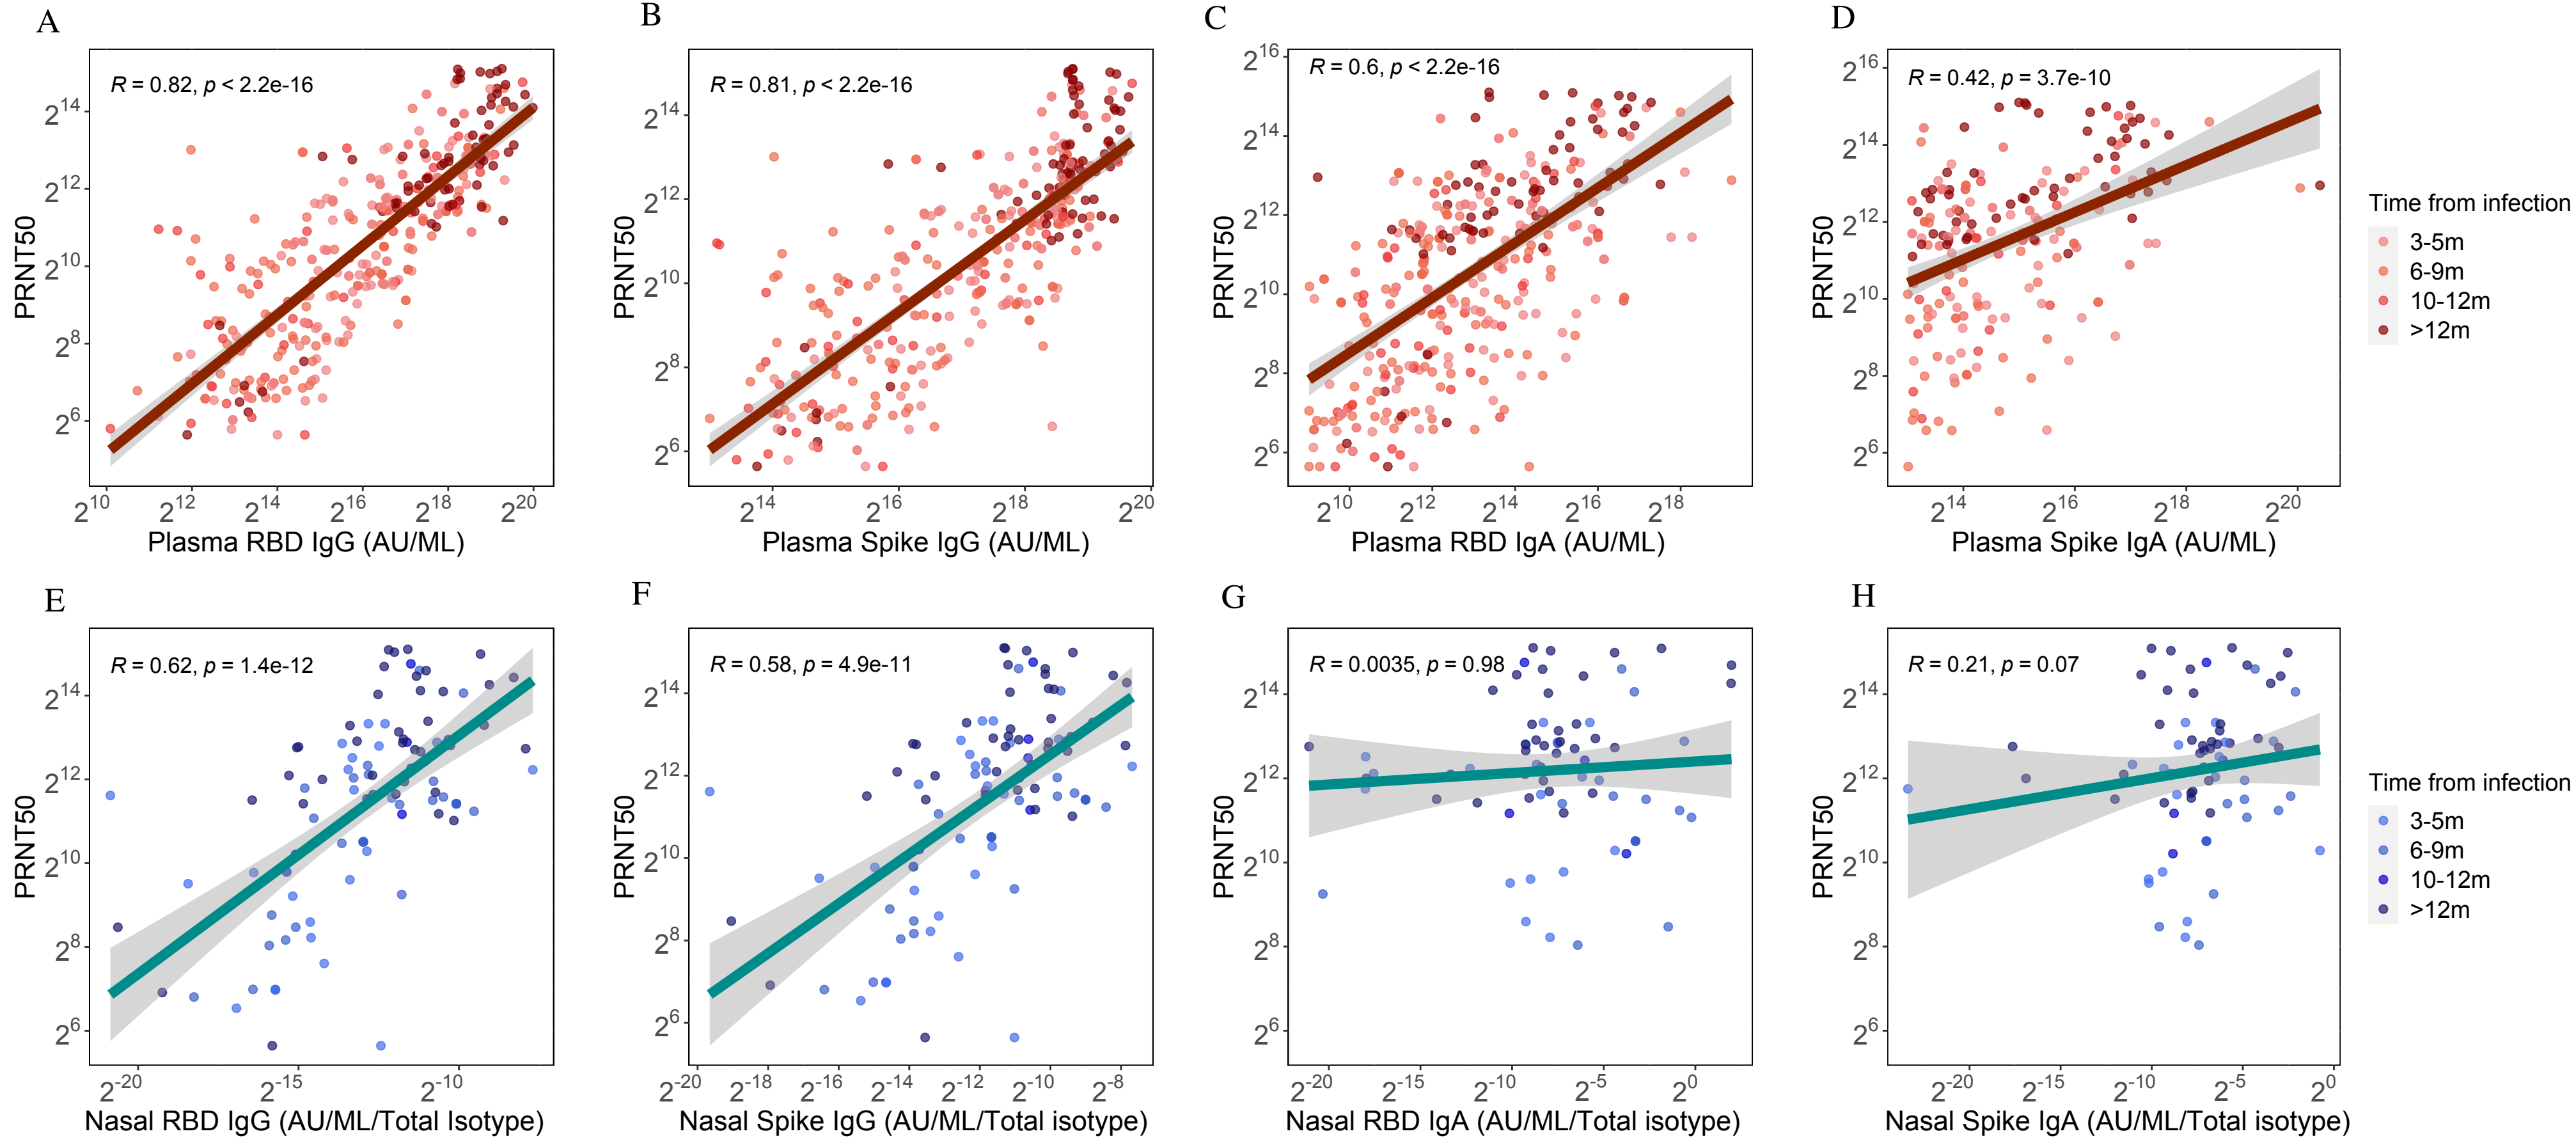 A
R = 0.82, p < 2.2e-16
PRNT50
2^14
2^12
2^10
2^8
2^6
2^10 2^12 2^14 2^16 2^18 2^20
Plasma RBD IgG (AU/ML)
B
R = 0.81, p < 2.2e-16
PRNT50
2^14
2^12
2^10
2^8
2^6
2^14 2^16 2^18 2^20
Plasma Spike IgG (AU/ML)
C
R = 0.6, p < 2.2e-16
PRNT50
2^16
2^14
2^12
2^10
2^8
2^6
2^10 2^12 2^14 2^16 2^18
Plasma RBD IgA (AU/ML)
D
R = 0.42, p = 3.7e-10
PRNT50
2^16
2^14
2^12
2^10
2^8
2^6
2^14 2^16 2^18 2^20
Plasma Spike IgA (AU/ML)
Time from infection
3-5m
6-9m
10-12m
>12m
E
R = 0.62, p = 1.4e-12
PRNT50
2^14
2^12
2^10
2^8
2^6
2^-20 2^-15 2^-10
Nasal RBD IgG (AU/ML/Total Isotype)
F
R = 0.58, p = 4.9e-11
PRNT50
2^14
2^12
2^10
2^8
2^6
2^-20 2^-18 2^-16 2^-14 2^-12 2^-10 2^-8
Nasal Spike IgG (AU/ML/Total isotype)
G
R = 0.0035, p = 0.98
PRNT50
2^14
2^12
2^10
2^8
2^6
2^-20 2^-15 2^-10 2^-5 2^0
Nasal RBD IgA (AU/ML/Total isotype)
H
R = 0.21, p = 0.07
PRNT50
2^14
2^12
2^10
2^8
2^6
2^-20 2^-15 2^-10 2^-5 2^0
Nasal Spike IgA (AU/ML/Total isotype)
Time from infection
3-5m
6-9m
10-12m
>12m